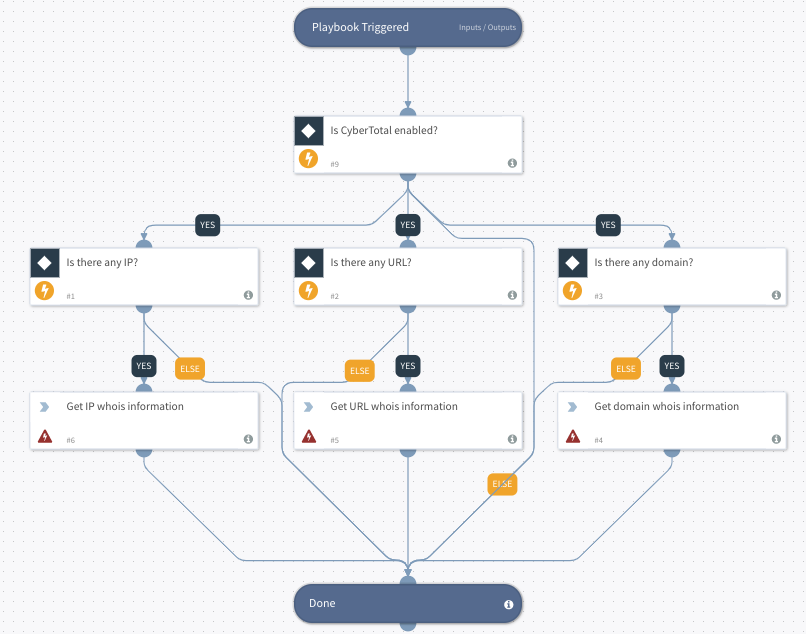 Playbook Triggered
Inputs / Outputs
Is CyberTotal enabled?
#9
YES
YES
YES
Is there any IP?
#1
Is there any URL?
#2
Is there any domain?
#3
YES
ELSE
ELSE
YES
ELSE
YES
Get IP whois information
#6
Get URL whois information
#5
Get domain whois information
#4
ELSE
Done